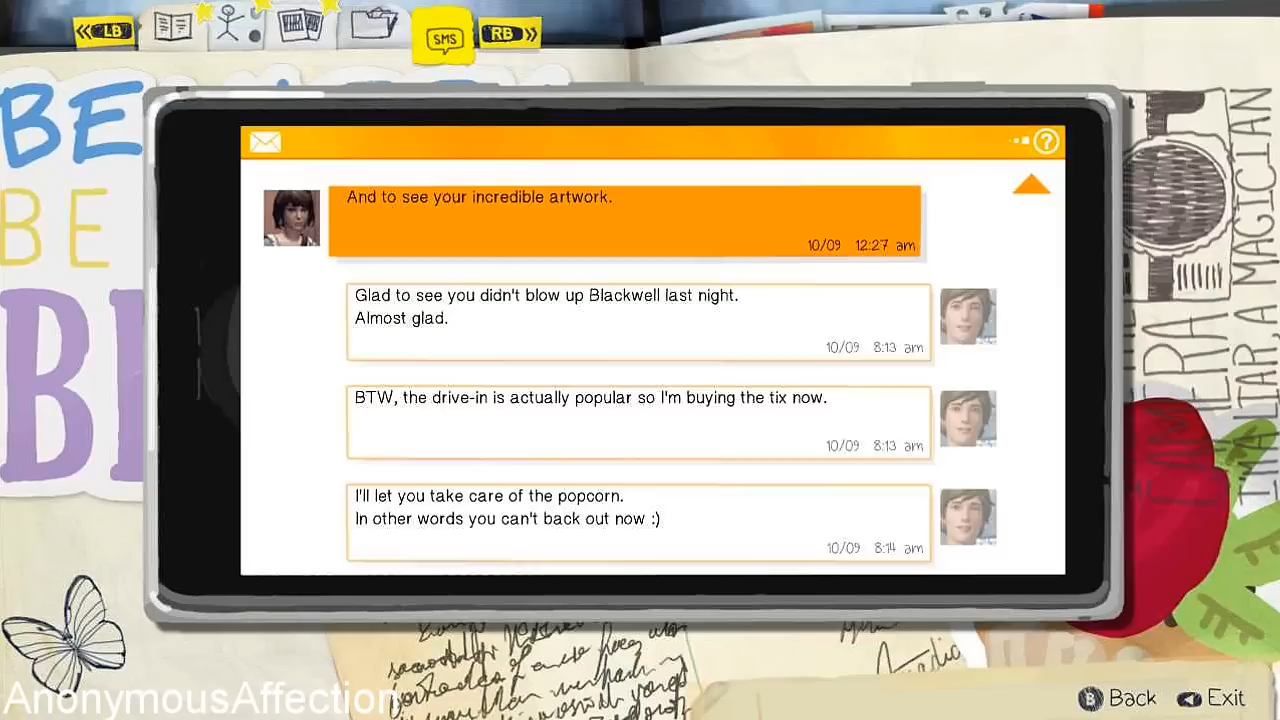 LB
SMS
RB
BE
BE
B
And to see your incredible artwork.
10/09 12:27 am
Glad to see you didn't blow up Blackwell last night.
Almost glad.
10/09 8:13 am
BTW, the drive-in is actually popular so I'm buying the tix now.
10/09 8:13 am
I'll let you take care of the popcorn.
In other words you can't back out now :)
10/09 8:14 am
MAGICIAN
AnonymousAffection
B Back
Exit